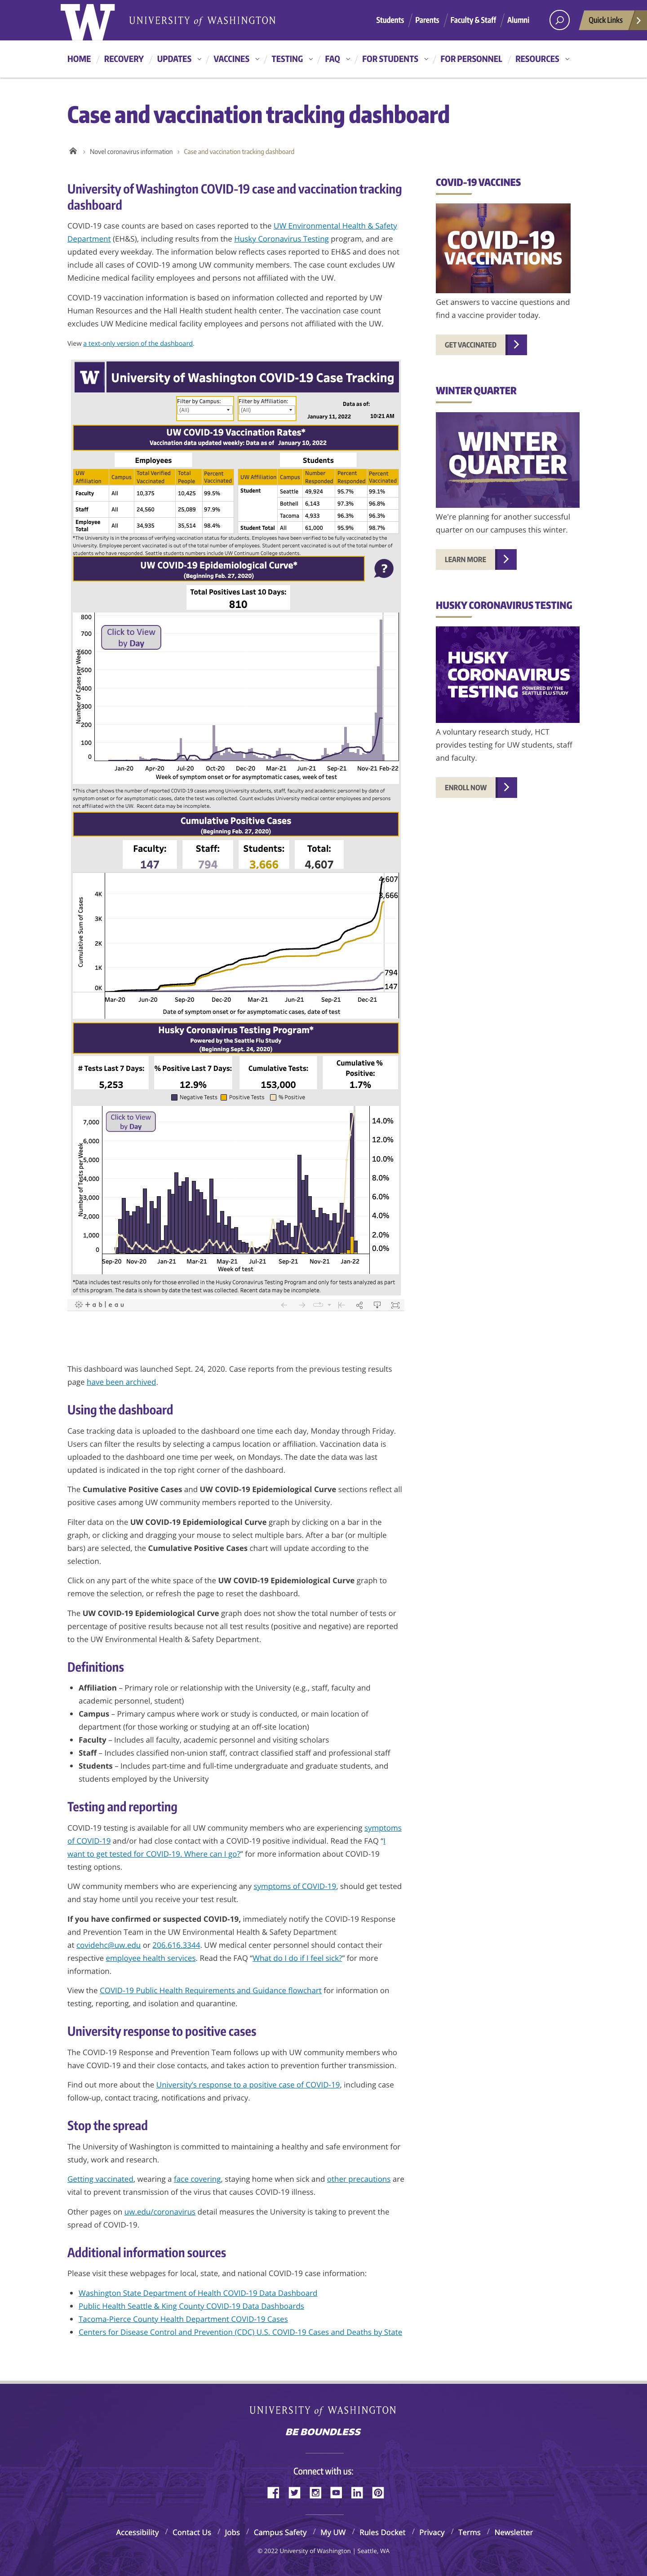 W UNIVERSITY of WASHINGTON
Students Parents Faculty & Staff Alumni
Quick Links
HOME RECOVERY UPDATES VACCINES TESTING FAQ FOR STUDENTS FOR PERSONNEL RESOURCES
Case and vaccination tracking dashboard
Novel coronavirus information Case and vaccination tracking dashboard
University of Washington COVID-19 case and vaccination tracking
dashboard
COVID-19 case counts are based on cases reported to the UW Environmental Health & Safety
Department (EH&S), including results from the Husky Coronavirus Testing program, and are
updated every weekday. The information below reflects cases reported to EH&S and does not
include all cases of COVID-19 among UW community members. The case count excludes UW
Medicine medical facility employees and persons not affiliated with the UW.
COVID-19 vaccination information is based on information collected and reported by UW
Human Resources and the Hall Health student health center. The vaccination case count
excludes UW Medicine medical facility employees and persons not affiliated with the UW.
View a text-only version of the dashboard.
W University of Washington COVID-19 Case Tracking
Filter by Campus: Filter by Affiliation:
(All) (All)
Data as of:
January 11, 2022 10:21 AM
UW COVID-19 Vaccination Rates*
Vaccination data updated weekly: Data as of January 10, 2022
Employees
UW Affiliation Campus Total Verified Vaccinated Total People Percent Vaccinated
Faculty All 10,375 10,425 99.5%
Staff All 24,560 25,089 97.9%
Employee Total All 34,935 35,514 98.4%
Students
UW Affiliation Campus Number Responded Percent Responded Percent Vaccinated
Student Seattle 49,924 95.7% 99.1%
Bothell 6,143 97.3% 96.8%
Tacoma 4,933 96.3% 96.3%
Student Total All 61,000 95.9% 98.7%
*The University is in the process of verifying vaccination status for students. Employees have been sufficiently vaccinated by the
University. Employee percent vaccinated is out of the total number of employees. Student percent vaccinated is out of the total number of
students who have responded. Seattle students numbers include UW Continuum College students.
UW COVID-19 Epidemiological Curve*
(Beginning Feb. 27, 2020)
?
Total Positives Last 10 Days:
810
Click to View
by Day
Number of Cases per Week
800
700
600
500
400
300
200
100
0
Jan-20 Apr-20 Jul-20 Oct-20 Dec-20 Mar-21 Jun-21 Sep-21 Nov-21 Feb-22
Week of symptom onset or for asymptomatic cases, week of test
*This chart shows the number of reported COVID-19 cases among University students, staff, faculty and academic personnel by date of
symptom onset or for asymptomatic cases, date the test was collected. Count excludes University medical center employees and persons
not affiliated with the UW. Recent data may be incomplete.
Cumulative Positive Cases
(Beginning Feb. 27, 2020)
Faculty: Staff: Students: Total:
147 794 3,666 4,607
Cumulative Sum of Cases
4K
3K
2K
1K
0K
4,607
3,666
794
147
Mar-20 Jun-20 Sep-20 Dec-20 Mar-21 Jun-21 Sep-21 Dec-21
Date of symptom onset or for asymptomatic cases, date of test
Husky Coronavirus Testing Program*
Powered by the Seattle Flu Study
(Beginning Sept. 24, 2020)
# Tests Last 7 Days: % Positive Last 7 Days: Cumulative Tests: Cumulative % Positive:
5,253 12.9% 153,000 1.7%
Negative Tests Positive Tests % Positive
Click to View
by Day
Number of Tests per Week
7,000
6,000
5,000
4,000
3,000
2,000
1,000
0
14.0%
12.0%
10.0%
8.0%
6.0%
4.0%
2.0%
0.0%
Sep-20 Nov-20 Jan-21 Mar-21 May-21 Jul-21 Sep-21 Nov-21 Jan-22
Week of test
*Data includes test results only for those enrolled in the Husky Coronavirus Testing Program and only for tests analyzed as part
of this program. The data is shown by date the test was collected. Recent data may be incomplete.
+ a b l e a u
This dashboard was launched Sept. 24, 2020. Case reports from the previous testing results
page have been archived.
Using the dashboard
Case tracking data is uploaded to the dashboard one time each day, Monday through Friday.
Users can filter the results by selecting a campus location or affiliation. Vaccination data is
uploaded to the dashboard one time per week, on Mondays. The date the data was last
updated is indicated in the top right corner of the dashboard.
The Cumulative Positive Cases and UW COVID-19 Epidemiological Curve sections reflect all
positive cases among UW community members reported to the University.
Filter data on the UW COVID-19 Epidemiological Curve graph by clicking on a bar in the
graph, or clicking and dragging your mouse to select multiple bars. After a bar (or multiple
bars) are selected, the Cumulative Positive Cases chart will update according to the
selection.
Click on any part of the white space of the UW COVID-19 Epidemiological Curve graph to
remove the selection, or refresh the page to reset the dashboard.
The UW COVID-19 Epidemiological Curve graph does not show the total number of tests or
percentage of positive results because not all test results (positive and negative) are reported
to the UW Environmental Health & Safety Department.
Definitions
Affiliation – Primary role or relationship with the University (e.g., staff, faculty and
academic personnel, student)
Campus – Primary campus where work or study is conducted, or main location of
department (for those working or studying at an off-site location)
Faculty – Includes all faculty, academic personnel and visiting scholars
Staff – Includes classified non-union staff, contract classified staff and professional staff
Students – Includes part-time and full-time undergraduate and graduate students, and
students employed by the University
Testing and reporting
COVID-19 testing is available for all UW community members who are experiencing symptoms
of COVID-19 and/or had close contact with a COVID-19 positive individual. Read the FAQ “I
want to get tested for COVID-19. Where can I go?” for more information about COVID-19
testing options.
UW community members who are experiencing any symptoms of COVID-19, should get tested
and stay home until you receive your test result.
If you have confirmed or suspected COVID-19, immediately notify the COVID-19 Response
and Prevention Team in the UW Environmental Health & Safety Department
at covidehc@uw.edu or 206.616.3344. UW medical center personnel should contact their
respective employee health services. Read the FAQ “What do I do if I feel sick?” for more
information.
View the COVID-19 Public Health Requirements and Guidance flowchart for information on
testing, reporting, and isolation and quarantine.
University response to positive cases
The COVID-19 Response and Prevention Team follows up with UW community members who
have COVID-19 and their close contacts, and takes action to prevention further transmission.
Find out more about the University’s response to a positive case of COVID-19, including case
follow-up, contact tracing, notifications and privacy.
Stop the spread
The University of Washington is committed to maintaining a healthy and safe environment for
study, work and research.
Getting vaccinated, wearing a face covering, staying home when sick and other precautions are
vital to prevent transmission of the virus that causes COVID-19 illness.
Other pages on uw.edu/coronavirus detail measures the University is taking to prevent the
spread of COVID-19.
Additional information sources
Please visit these webpages for local, state, and national COVID-19 case information:
Washington State Department of Health COVID-19 Data Dashboard
Public Health Seattle & King County COVID-19 Data Dashboards
Tacoma-Pierce County Health Department COVID-19 Cases
Centers for Disease Control and Prevention (CDC) U.S. COVID-19 Cases and Deaths by State
COVID-19 VACCINES
COVID-19
VACCINATIONS
Get answers to vaccine questions and
find a vaccine provider today.
GET VACCINATED
WINTER QUARTER
WINTER
QUARTER
We're planning for another successful
quarter on our campuses this winter.
LEARN MORE
HUSKY CORONAVIRUS TESTING
HUSKY
CORONAVIRUS
TESTING POWERED BY THE SEATTLE FLU STUDY
A voluntary research study, HCT
provides testing for UW students, staff
and faculty.
ENROLL NOW
UNIVERSITY of WASHINGTON
BE BOUNDLESS
Connect with us:
Accessibility / Contact Us / Jobs / Campus Safety / My UW / Rules Docket / Privacy / Terms / Newsletter
© 2022 University of Washington | Seattle, WA